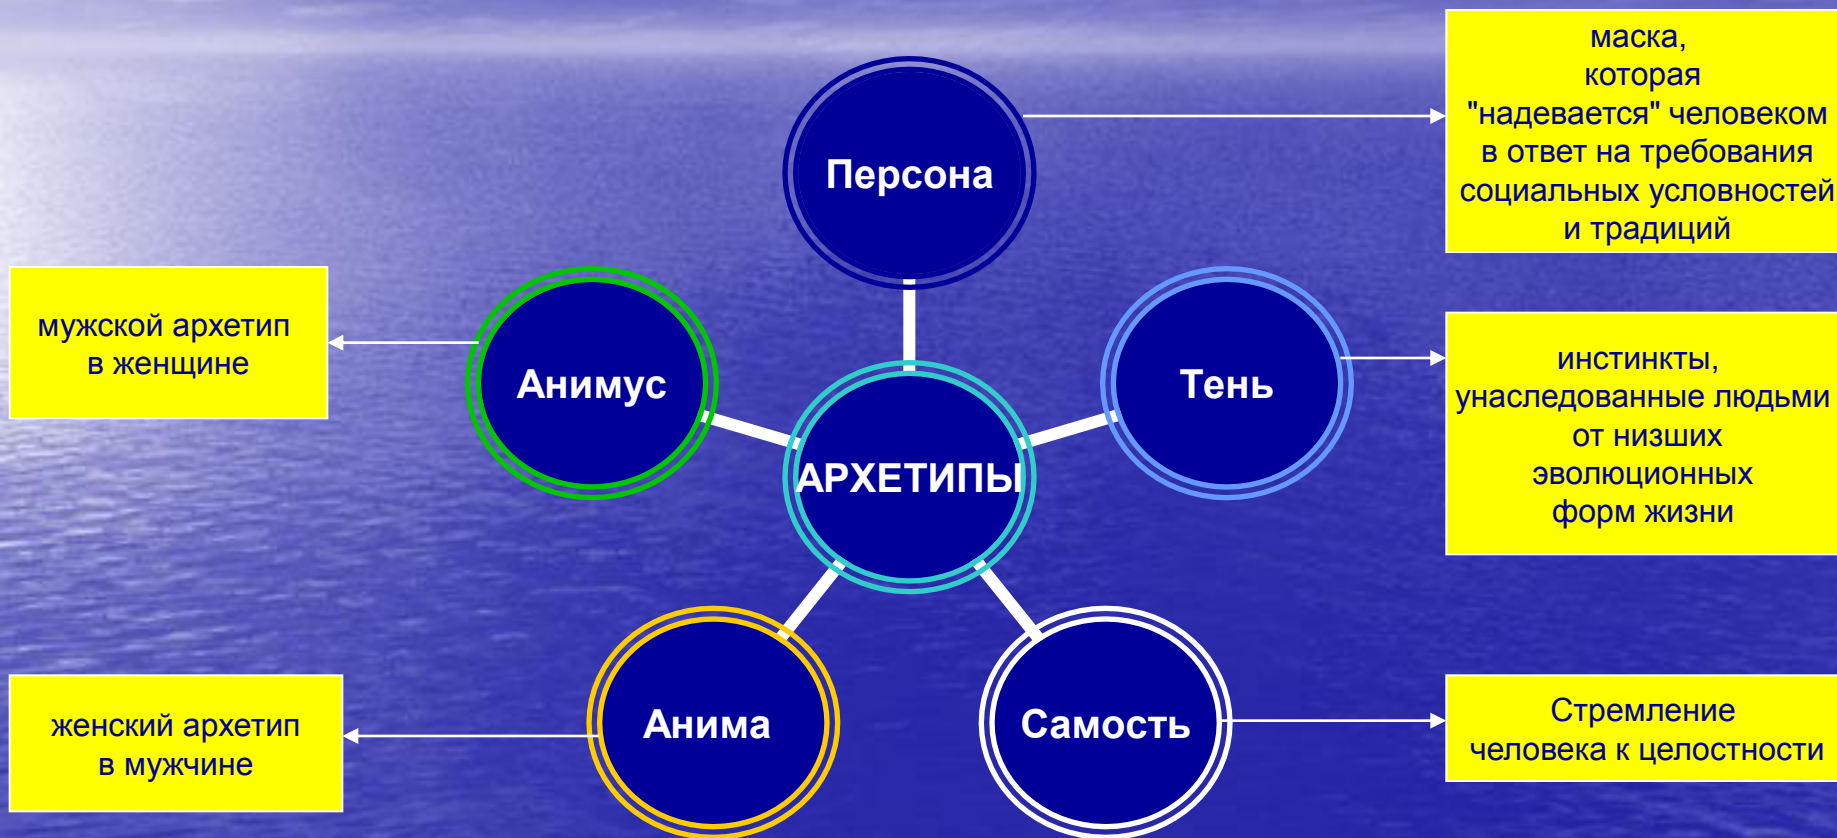 Персона
маска,
которая
"надевается" человеком
в ответ на требования
социальных условностей
и традиций
мужской архетип
в женщине
Анимус
АРХЕТИПЫ
Тень
инстинкты,
унаследованные людьми
от низших
эволюционных
форм жизни
женский архетип
в мужчине
Анима
Самость
Стремление
человека к целостности